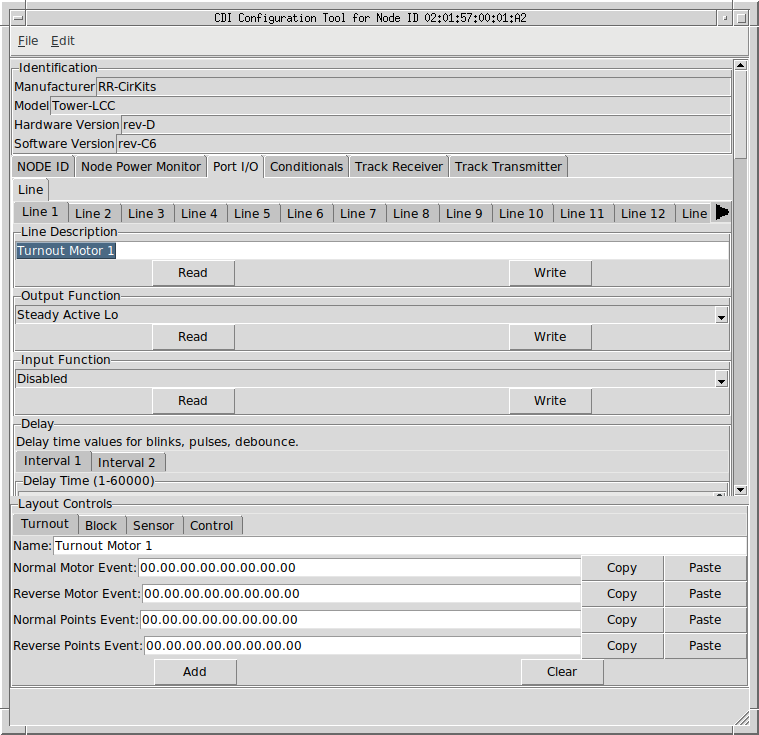 CDI Configuration Tool for Node ID 02:01:57:00:01:A2
File Edit
Identification
Manufacturer RR-CirKits
Model Tower-LCC
Hardware Version rev-D
Software Version rev-C6
NODE ID Node Power Monitor Port I/O Conditionals Track Receiver Track Transmitter
Line
Line 1 Line 2 Line 3 Line 4 Line 5 Line 6 Line 7 Line 8 Line 9 Line 10 Line 11 Line 12 Line
Line Description
Turnout Motor 1
Read Write
Output Function
Steady Active Lo
Read Write
Input Function
Disabled
Read Write
Delay
Delay time values for blinks, pulses, debounce.
Interval 1 Interval 2
Delay Time (1-60000)
Layout Controls
Turnout Block Sensor Control
Name: Turnout Motor 1
Normal Motor Event: 00.00.00.00.00.00.00.00 Copy Paste
Reverse Motor Event: 00.00.00.00.00.00.00.00 Copy Paste
Normal Points Event: 00.00.00.00.00.00.00.00 Copy Paste
Reverse Points Event: 00.00.00.00.00.00.00.00 Copy Paste
Add Clear